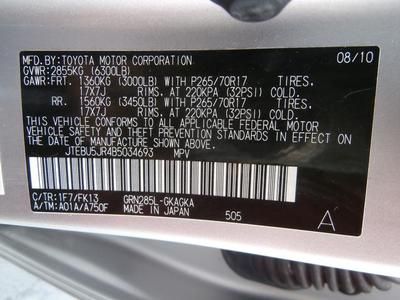 MFD.BY:TOYOTA MOTOR CORPORATION 08/10
GVWR:2855KG (6300LB)
GAWR:FRT. 1360KG (3000LB) WITH P265/70R17 TIRES,
17X7J RIMS, AT 220KPA (32PSI) COLD.
RR. 1560KG (3450LB) WITH P265/70R17 TIRES,
17X7J RIMS, AT 220KPA (32PSI) COLD.
THIS VEHICLE CONFORMS TO ALL APPLICABLE FEDERAL MOTOR
VEHICLE SAFETY, BUMPER, AND THEFT PREVENTION STANDARDS
IN EFFECT ON THE DATE OF MANUFACTURE SHOWN ABOVE.
JTEBU5JR4B5034693 MPV
C/TR:1F7/FK13 GRN285L-GKAGKA
A/TM:A01A/A750F MADE IN JAPAN 505 A